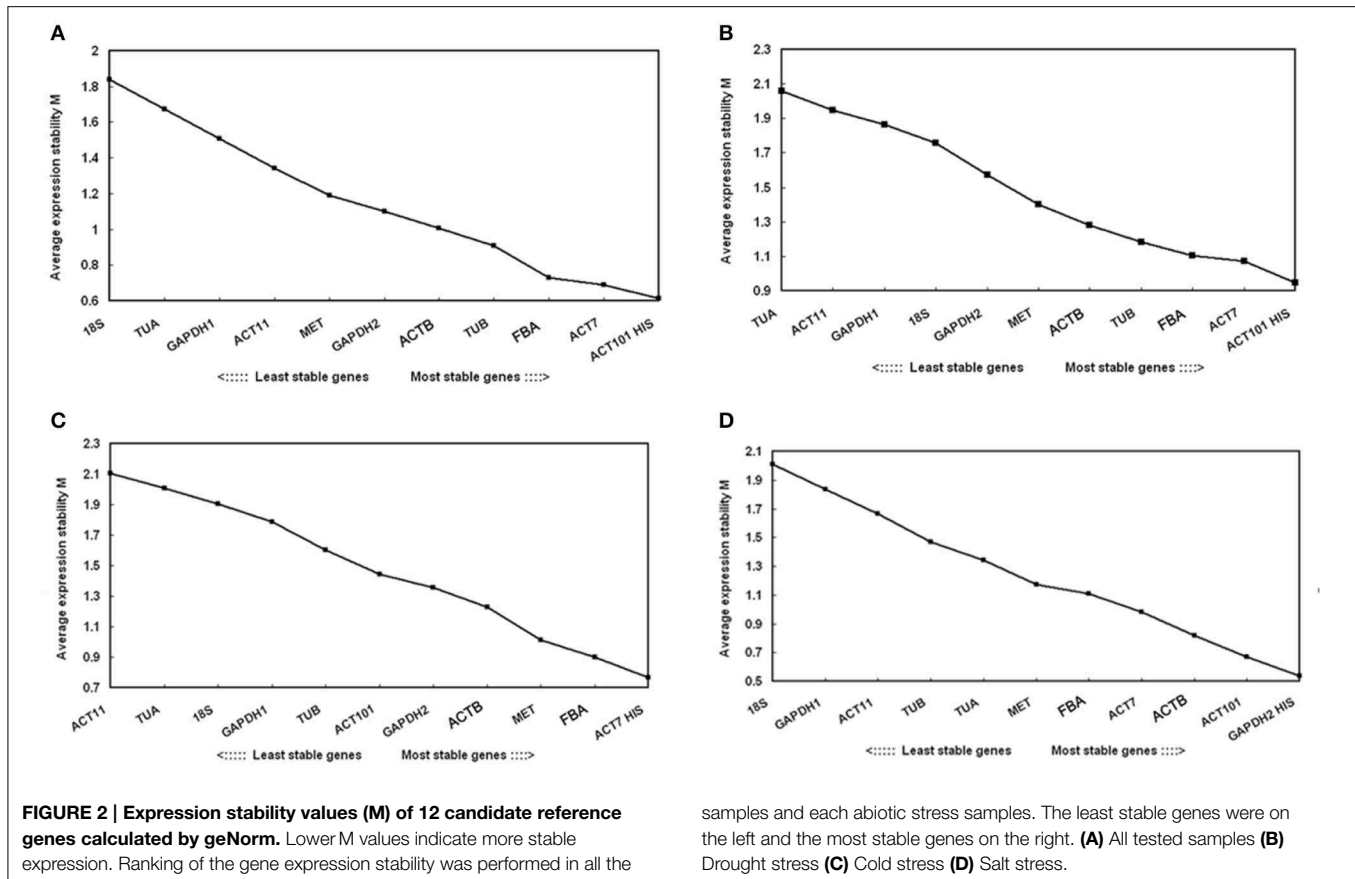 A
2
1.8
1.6
1.4
1.2
1
0.8
0.6
Average expression stability M
18S TUA GAPDH1 ACT11 MET GAPDH2 ACTB TUB FBA ACT7 ACT101 HIS
<::::: Least stable genes Most stable genes ::::>
B
2.3
2.1
1.9
1.7
1.5
1.3
1.1
0.9
Average expression stability M
TUA ACT11 GAPDH1 18S GAPDH2 MET ACTB TUB FBA ACT7 ACT101 HIS
<::::: Least stable genes Most stable genes ::::>
C
2.3
2.1
1.9
1.7
1.5
1.3
1.1
0.9
0.7
Average expression stability M
ACT11 TUA 18S GAPDH1 TUB ACT101 GAPDH2 ACTB MET FBA ACT7 HIS
<::::: Least stable genes Most stable genes ::::>
D
2.1
1.9
1.7
1.5
1.3
1.1
0.9
0.7
0.5
Average expression stability M
18S GAPDH1 ACT11 TUB TUA MET FBA ACT7 ACTB ACT101 GAPDH2 HIS
<::::: Least stable genes Most stable genes ::::>
FIGURE 2 | Expression stability values (M) of 12 candidate reference
genes calculated by geNorm. Lower M values indicate more stable
expression. Ranking of the gene expression stability was performed in all the
samples and each abiotic stress samples. The least stable genes were on
the left and the most stable genes on the right. (A) All tested samples (B)
Drought stress (C) Cold stress (D) Salt stress.